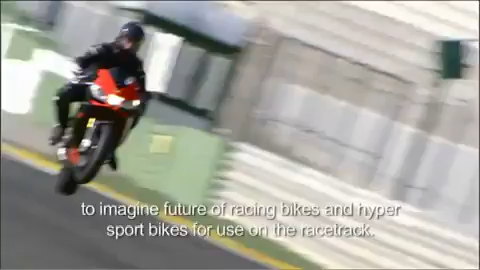 to imagine future of racing bikes and hyper
sport bikes for use on the racetrack.